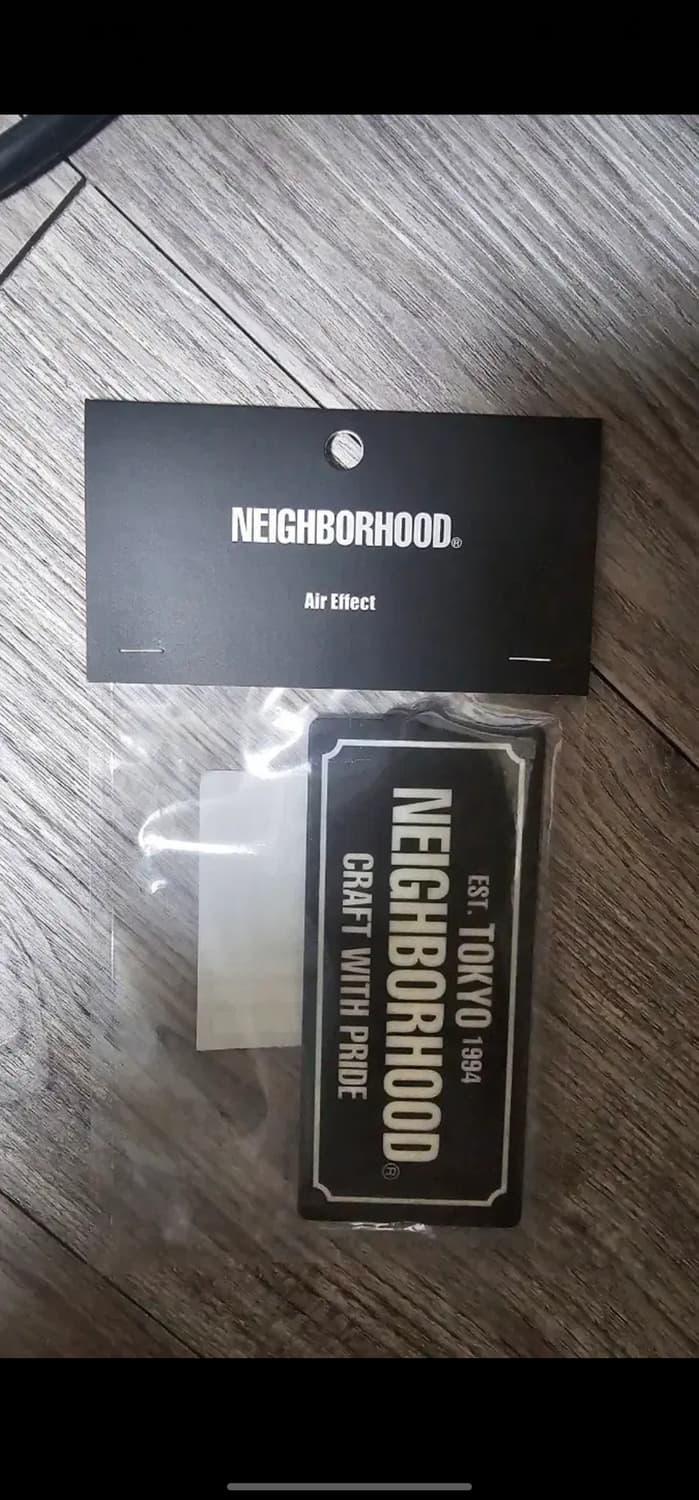 NEIGHBORHOOD®
Air Effect
EST. TOKYO 1994
NEIGHBORHOOD®
CRAFT WITH PRIDE